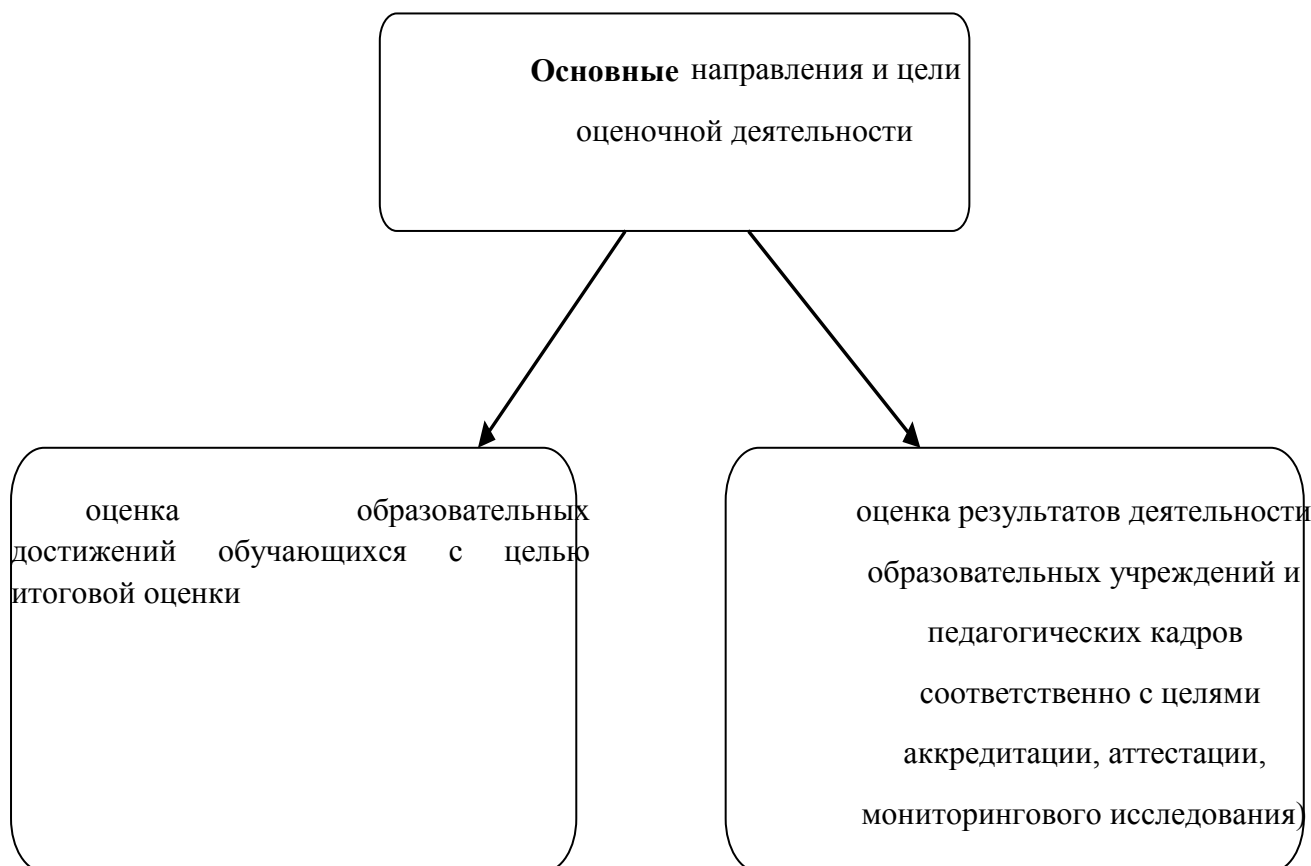 Основные направления и цели
оценочной деятельности
оценка образовательных
достижений обучающихся с целью
итоговой оценки
оценка результатов деятельности
образовательных учреждений и
педагогических кадров
соответственно с целями
аккредитации, аттестации,
мониторингового исследования)